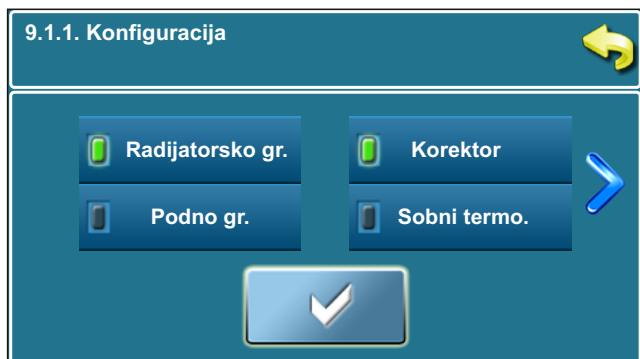 9.1.1. Konfiguracija
Radijatorsko gr.
Korektor
Podno gr.
Sobni termo.